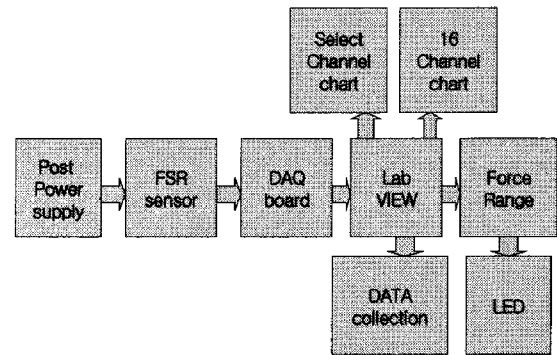 Select
Channel
chart
16
Channel
chart
Post
Power
supply
FSR
sensor
DAQ
board
Lab
VIEW
Force
Range
DATA
collection
LED